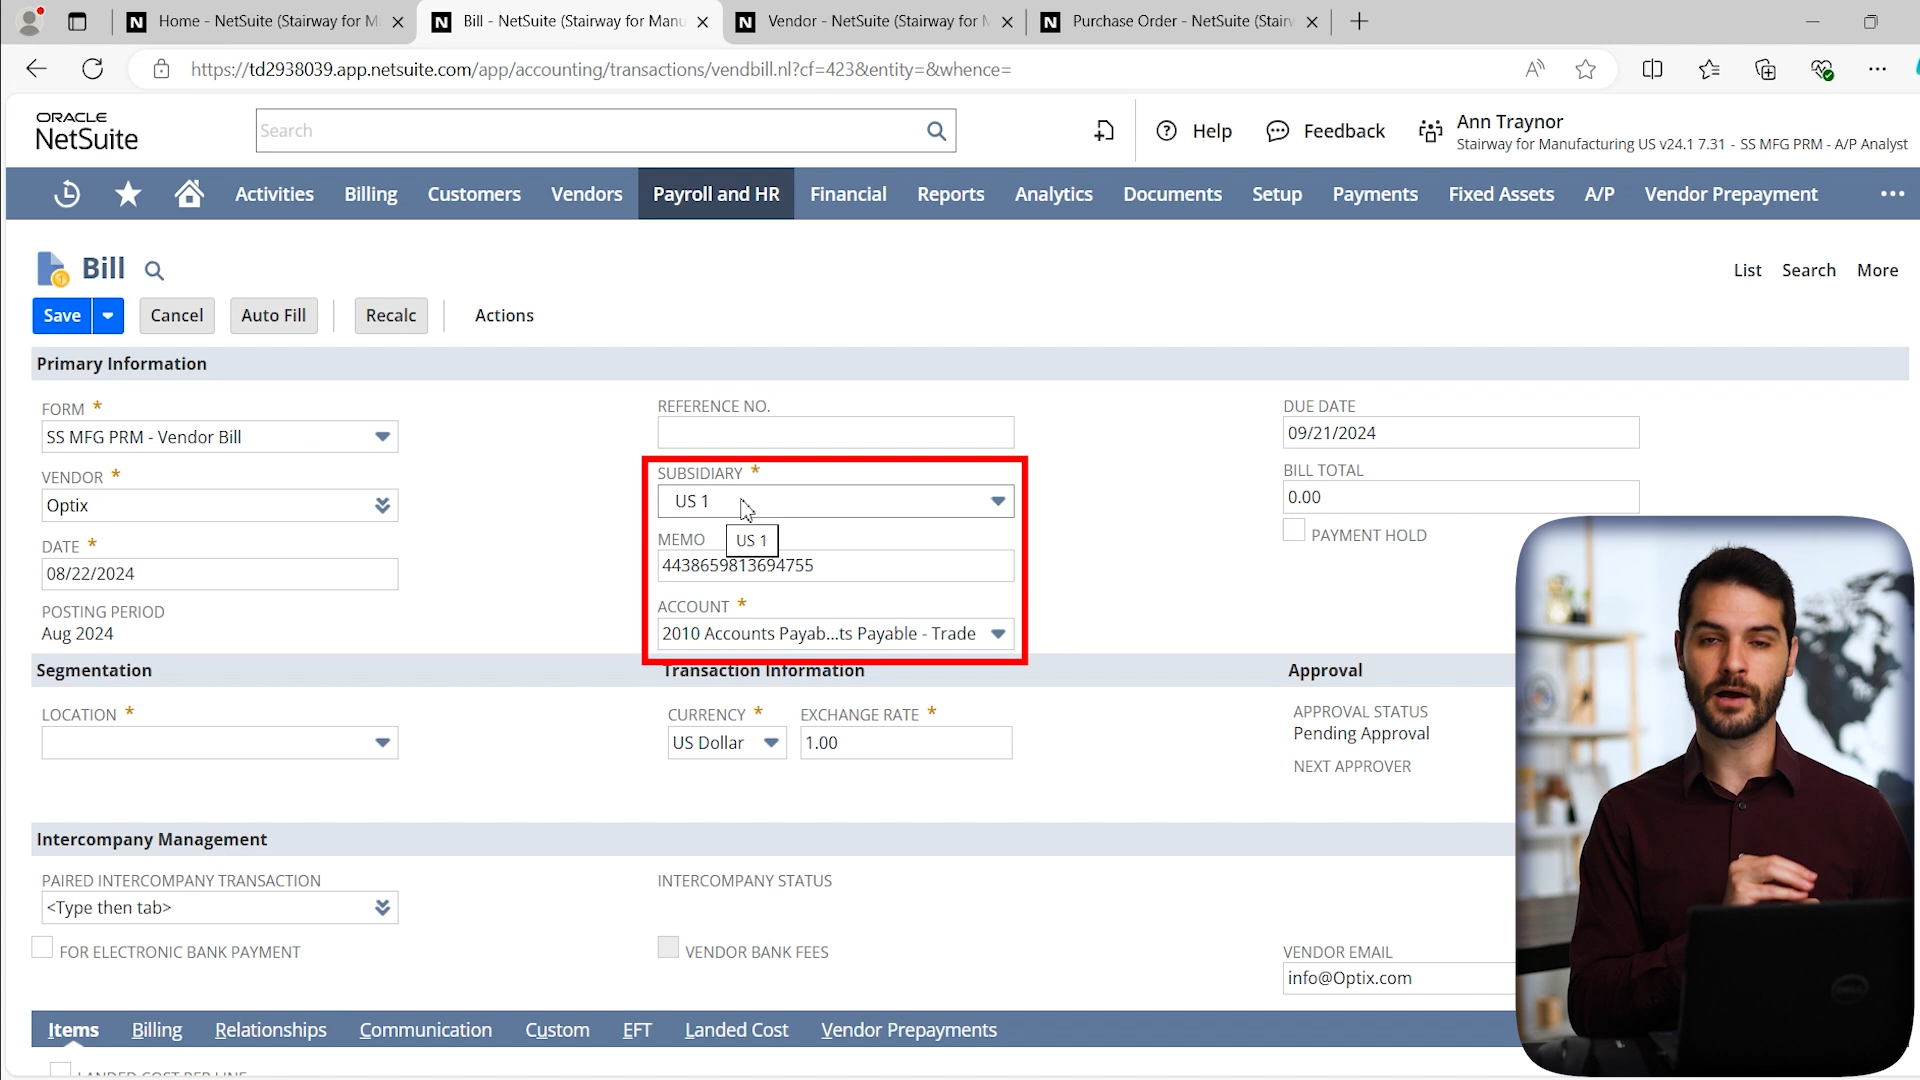 Home - NetSuite (Stairway for M
Bill - NetSuite (Stairway for Manu
Vendor - NetSuite (Stairway for M
Purchase Order - NetSuite (Stairw
https://td2938039.app.netsuite.com/app/accounting/transactions/vendbill.nl?cf=423&entity=&whence=
ORACLE
NetSuite
Search
Help
Feedback
Ann Traynor
Stairway for Manufacturing US v24.1 7.31 - SS MFG PRM - A/P Analyst
Activities Billing Customers Vendors Payroll and HR Financial Reports Analytics Documents Setup Payments Fixed Assets A/P Vendor Prepayment
Bill
List Search More
Save Cancel Auto Fill Recalc Actions
Primary Information
FORM *
SS MFG PRM - Vendor Bill
VENDOR *
Optix
DATE *
08/22/2024
POSTING PERIOD
Aug 2024
REFERENCE NO.
SUBSIDIARY *
US 1
US 1
MEMO
4438659813694755
ACCOUNT *
2010 Accounts Payab...ts Payable - Trade
DUE DATE
09/21/2024
BILL TOTAL
0.00
PAYMENT HOLD
Segmentation
LOCATION *
Transaction Information
CURRENCY *
US Dollar
EXCHANGE RATE *
1.00
Approval
APPROVAL STATUS
Pending Approval
NEXT APPROVER
Intercompany Management
PAIRED INTERCOMPANY TRANSACTION
<Type then tab>
FOR ELECTRONIC BANK PAYMENT
INTERCOMPANY STATUS
VENDOR BANK FEES
VENDOR EMAIL
info@Optix.com
Items Billing Relationships Communication Custom EFT Landed Cost Vendor Prepayments
LANDED COST PER LINE